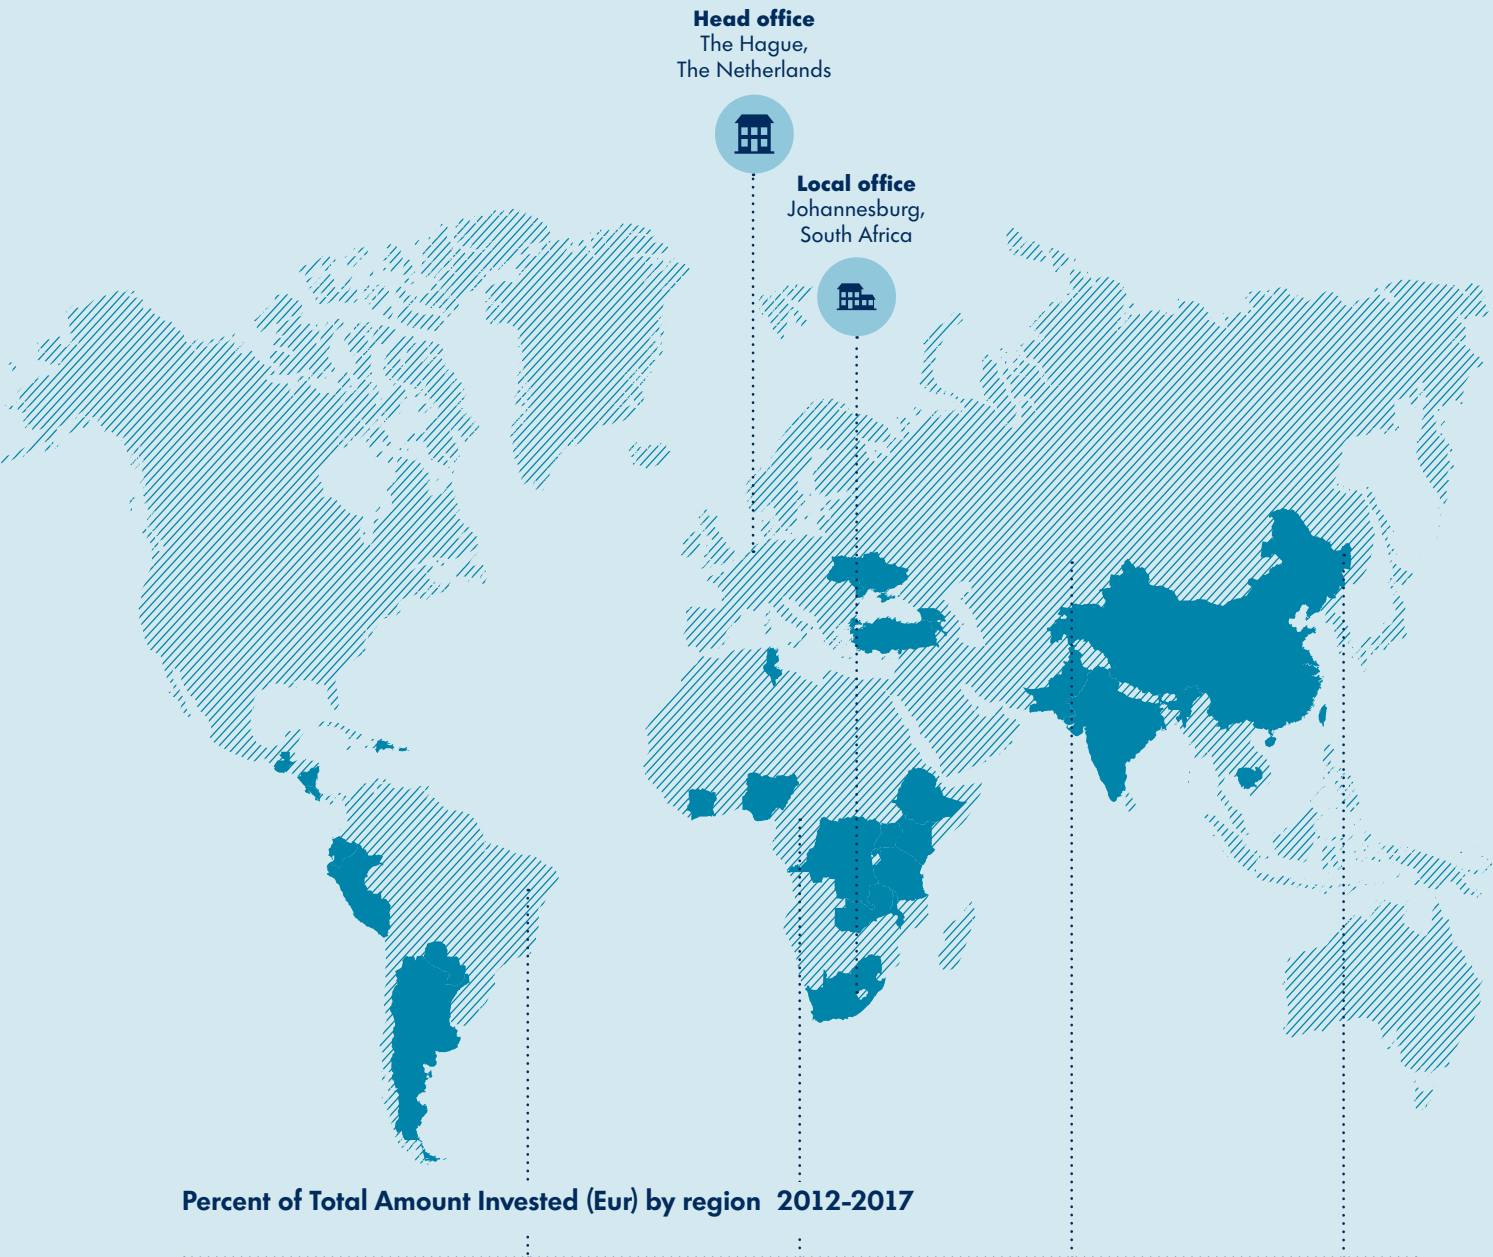 Head office
The Hague,
The Netherlands
Local office
Johannesburg,
South Africa
Percent of Total Amount Invested (Eur) by region 2012-2017